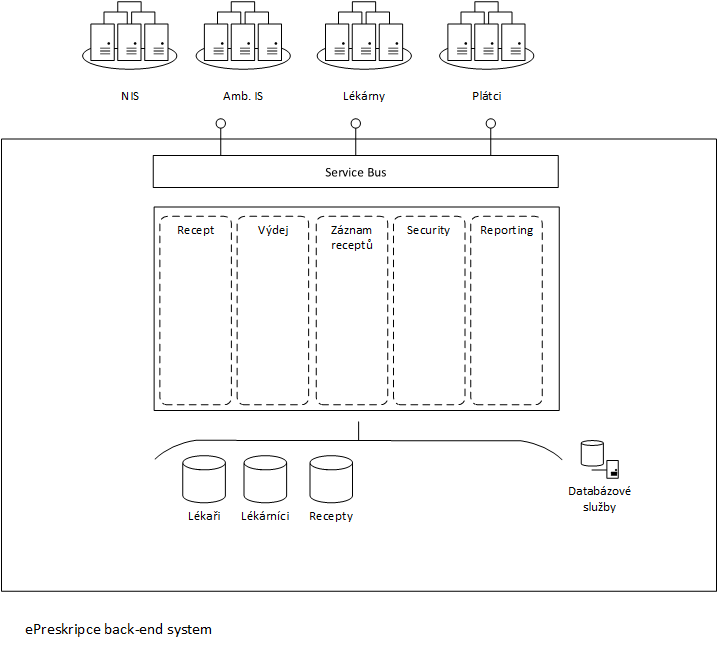 NIS
Amb. IS
Lékárny
Plátci
Service Bus
Recept
Výdej
Záznam
receptů
Security
Reporting
Lékaři
Lékárníci
Recepty
Databázové
služby
ePreskripce back-end system